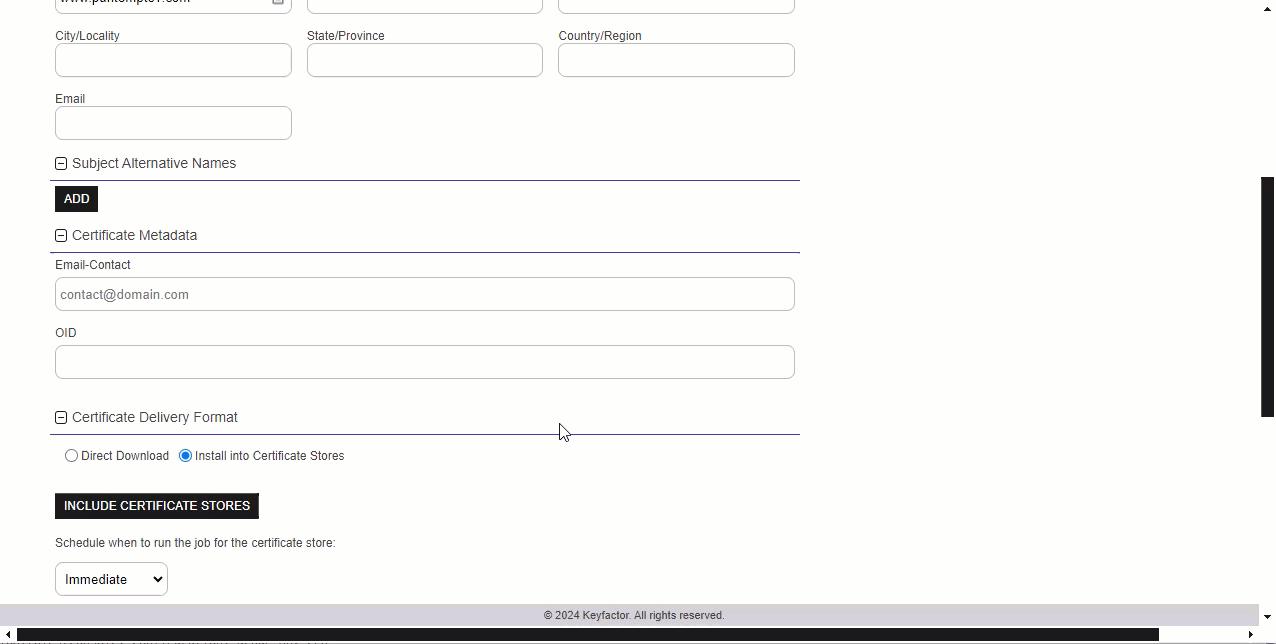 City/Locality State/Province Country/Region
Email
Subject Alternative Names
ADD
Certificate Metadata
Email-Contact
contact@domain.com
OID
Certificate Delivery Format
Direct Download Install into Certificate Stores
INCLUDE CERTIFICATE STORES
Schedule when to run the job for the certificate store:
Immediate
© 2024 Keyfactor. All rights reserved.